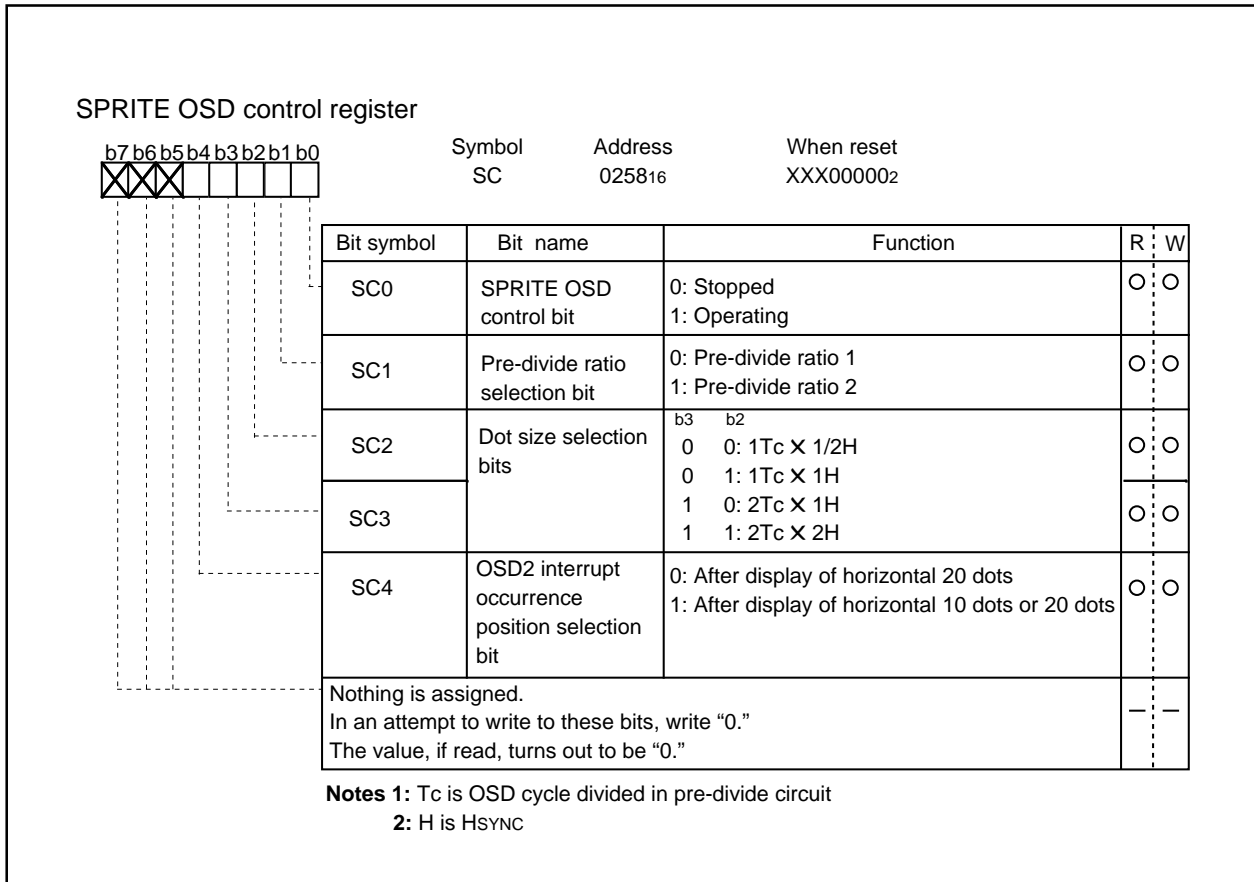 SPRITE OSD control register
b7 b6 b5 b4 b3 b2 b1 b0
Symbol Address When reset
SC 025816 XXX000002
Bit symbol Bit name Function R W
SC0 SPRITE OSD control bit 0: Stopped
1: Operating
SC1 Pre-divide ratio selection bit 0: Pre-divide ratio 1
1: Pre-divide ratio 2
SC2 Dot size selection bits b3 b2
0 0: 1Tc X 1/2H
0 1: 1Tc X 1H
SC3 1 0: 2Tc X 1H
1 1: 2Tc X 2H
SC4 OSD2 interrupt occurrence position selection bit 0: After display of horizontal 20 dots
1: After display of horizontal 10 dots or 20 dots
Nothing is assigned.
In an attempt to write to these bits, write “0.”
The value, if read, turns out to be “0.”
Notes 1: Tc is OSD cycle divided in pre-divide circuit
2: H is HSYNC